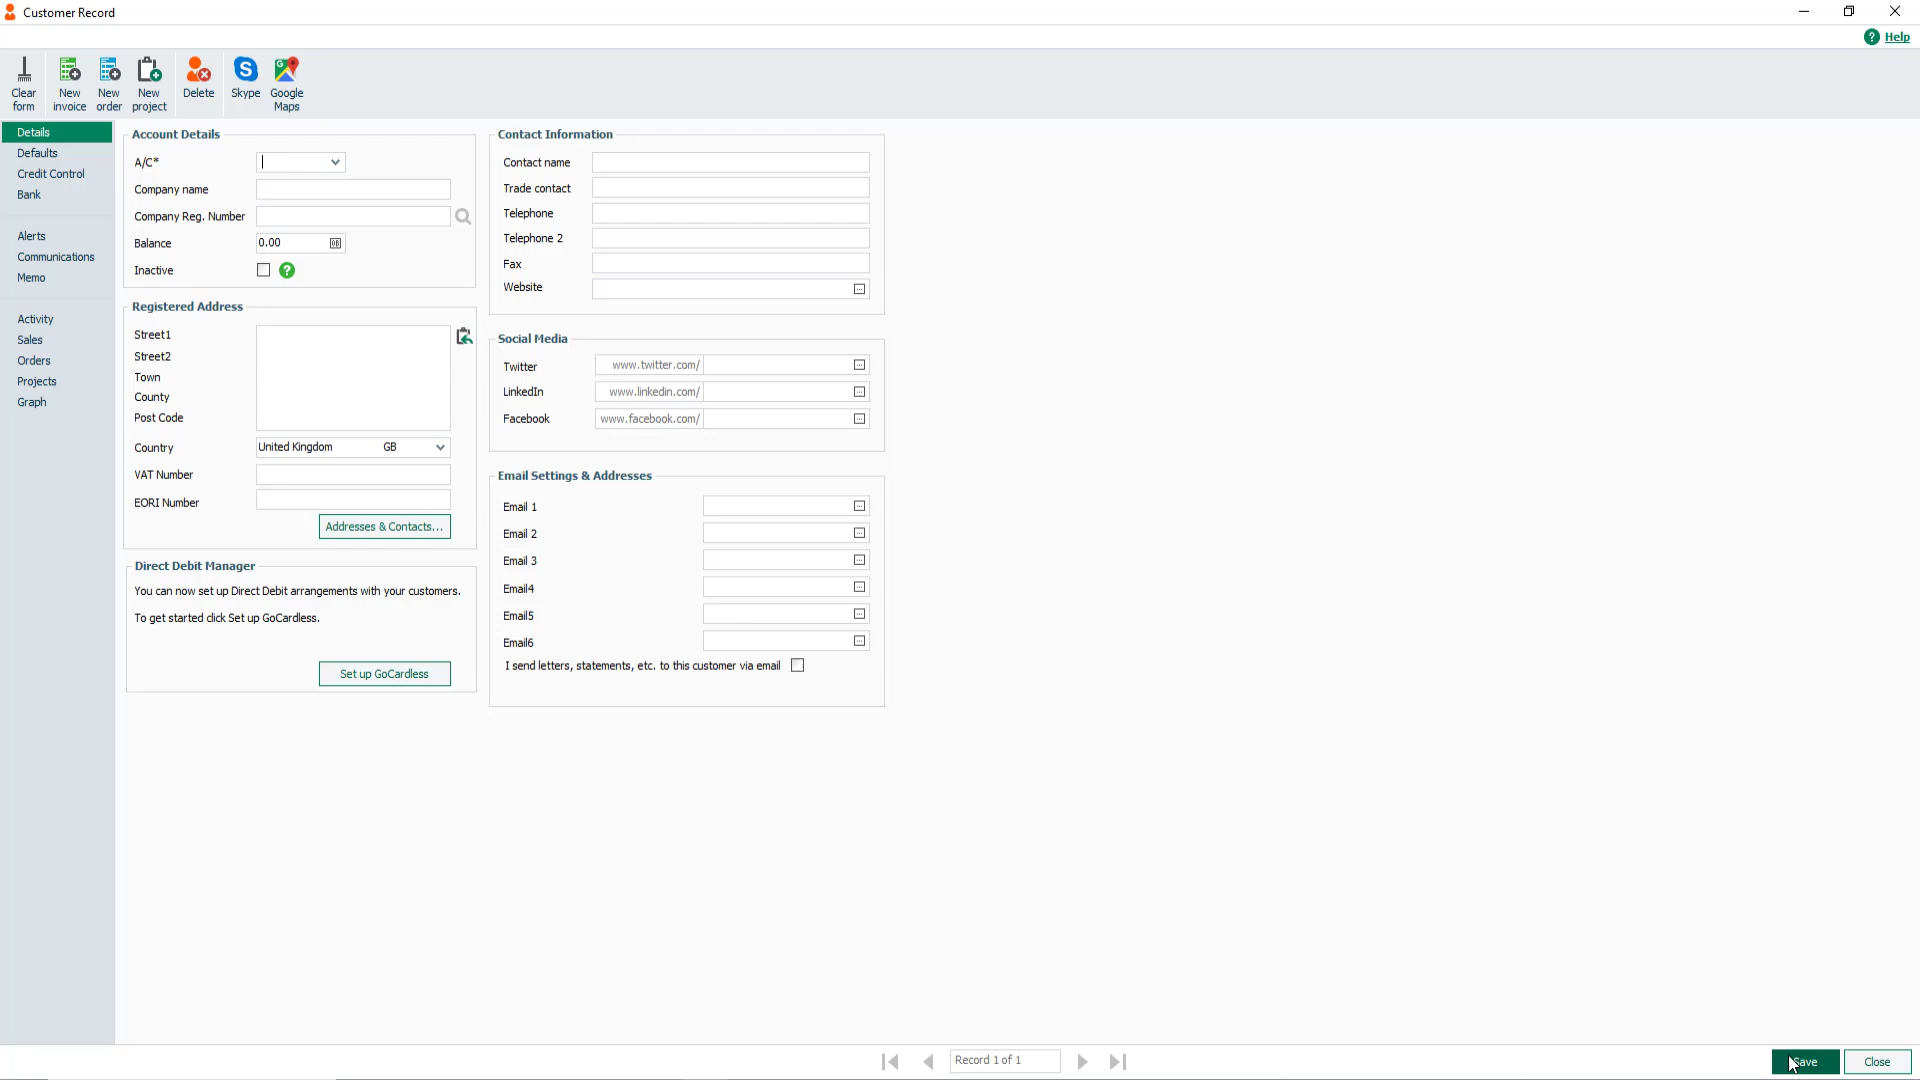 Customer Record
Help
Clear form
New invoice
New order
New project
Delete
Skype
Google Maps
Details
Defaults
Credit Control
Bank
Alerts
Communications
Memo
Activity
Sales
Orders
Projects
Graph
Account Details
A/C*
Company name
Company Reg. Number
Balance 0.00
Inactive
Registered Address
Street1
Street2
Town
County
Post Code
Country United Kingdom GB
VAT Number
EORI Number
Addresses & Contacts...
Direct Debit Manager
You can now set up Direct Debit arrangements with your customers.
To get started click Set up GoCardless.
Set up GoCardless
Contact Information
Contact name
Trade contact
Telephone
Telephone 2
Fax
Website
Social Media
Twitter www.twitter.com/
LinkedIn www.linkedin.com/
Facebook www.facebook.com/
Email Settings & Addresses
Email 1
Email 2
Email 3
Email4
Email5
Email6
I send letters, statements, etc. to this customer via email
Record 1 of 1
Save
Close